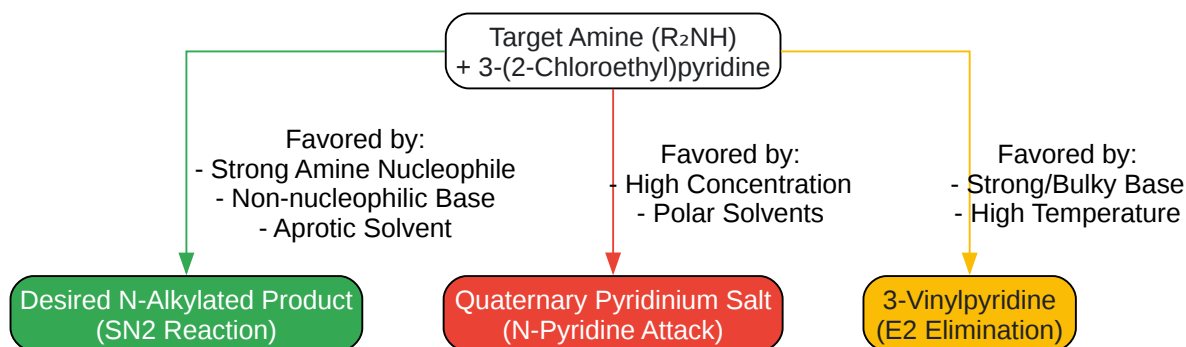 Target Amine (R₂NH)
+ 3-(2-Chloroethyl)pyridine
Favored by:
- Strong Amine Nucleophile
- Non-nucleophilic Base
- Aprotic Solvent
Favored by:
- High Concentration
- Polar Solvents
Favored by:
- Strong/Bulky Base
- High Temperature
Desired N-Alkylated Product
(SN2 Reaction)
Quaternary Pyridinium Salt
(N-Pyridine Attack)
3-Vinylpyridine
(E2 Elimination)